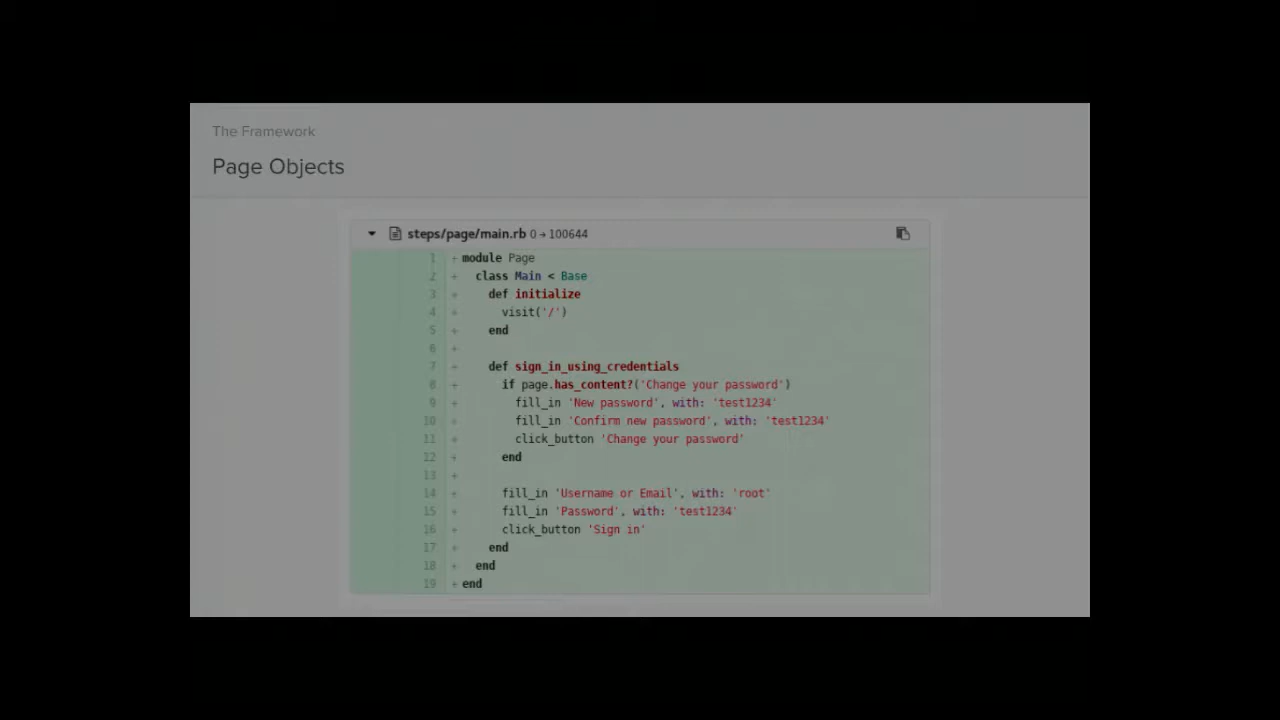 The Framework
Page Objects
steps/page/main.rb 0 → 100644
1 + module Page
2 + class Main < Base
3 + def initialize
4 + visit('/')
5 + end
6 +
7 + def sign_in_using_credentials
8 + if page.has_content?('Change your password')
9 + fill_in 'New password', with: 'test1234'
10 + fill_in 'Confirm new password', with: 'test1234'
11 + click_button 'Change your password'
12 + end
13 +
14 + fill_in 'Username or Email', with: 'root'
15 + fill_in 'Password', with: 'test1234'
16 + click_button 'Sign in'
17 + end
18 + end
19 + end